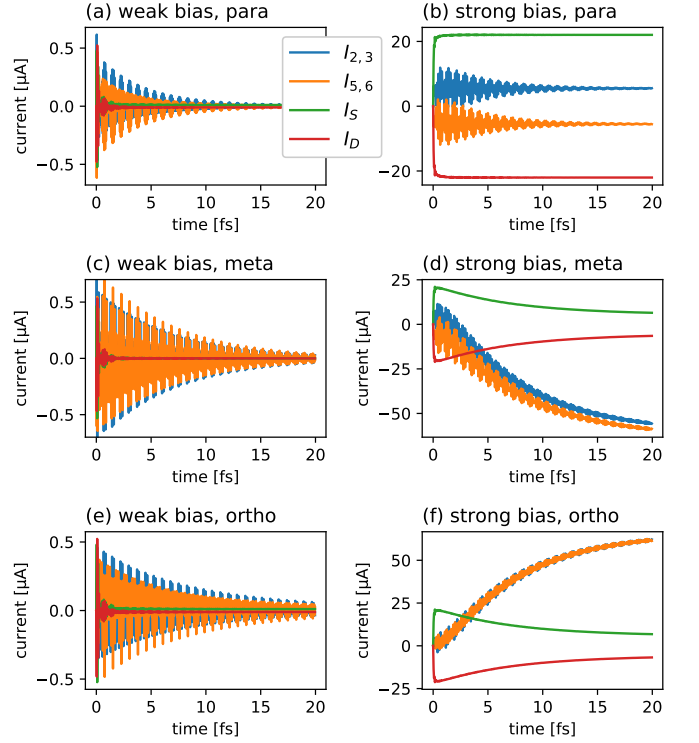 (a) weak bias, para
(b) strong bias, para
current [μA]
0.5
0.0
−0.5
0
5
10
15
20
time [fs]
I2,3
I5,6
IS
ID
20
0
−20
0
5
10
15
20
time [fs]
(c) weak bias, meta
(d) strong bias, meta
current [μA]
0.5
0.0
−0.5
0
5
10
15
20
time [fs]
current [μA]
25
0
−25
−50
0
5
10
15
20
time [fs]
(e) weak bias, ortho
(f) strong bias, ortho
current [μA]
0.5
0.0
−0.5
0
5
10
15
20
time [fs]
current [μA]
50
25
0
−25
0
5
10
15
20
time [fs]